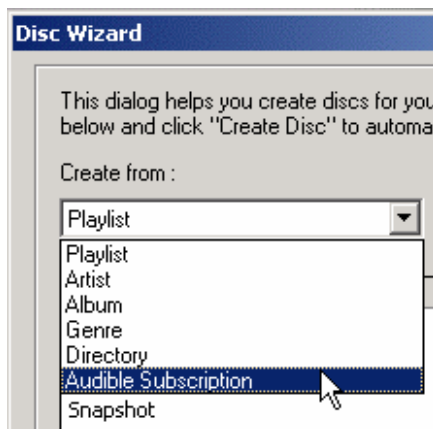 Disc Wizard
This dialog helps you create discs for you
below and click "Create Disc" to automa
Create from :
Playlist
Playlist
Artist
Album
Genre
Directory
Audible Subscription
Snapshot